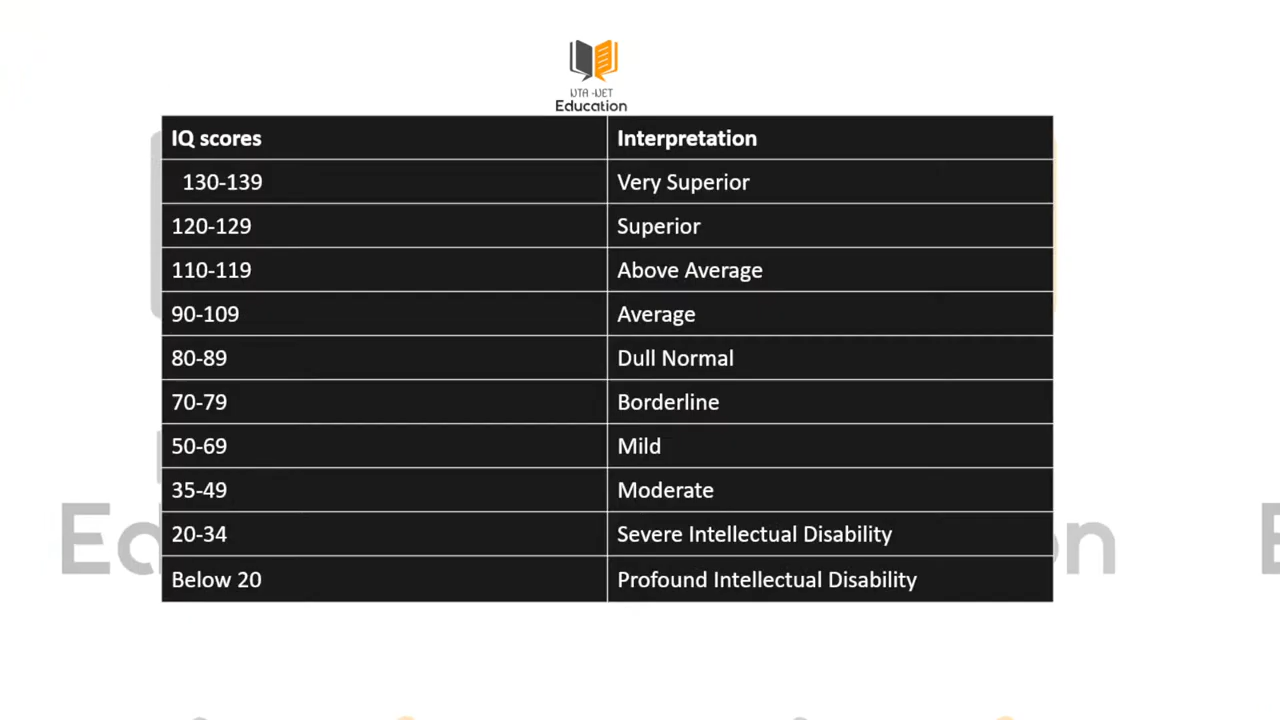 NTA -NET
Education
IQ scores Interpretation
130-139 Very Superior
120-129 Superior
110-119 Above Average
90-109 Average
80-89 Dull Normal
70-79 Borderline
50-69 Mild
35-49 Moderate
20-34 Severe Intellectual Disability
Below 20 Profound Intellectual Disability